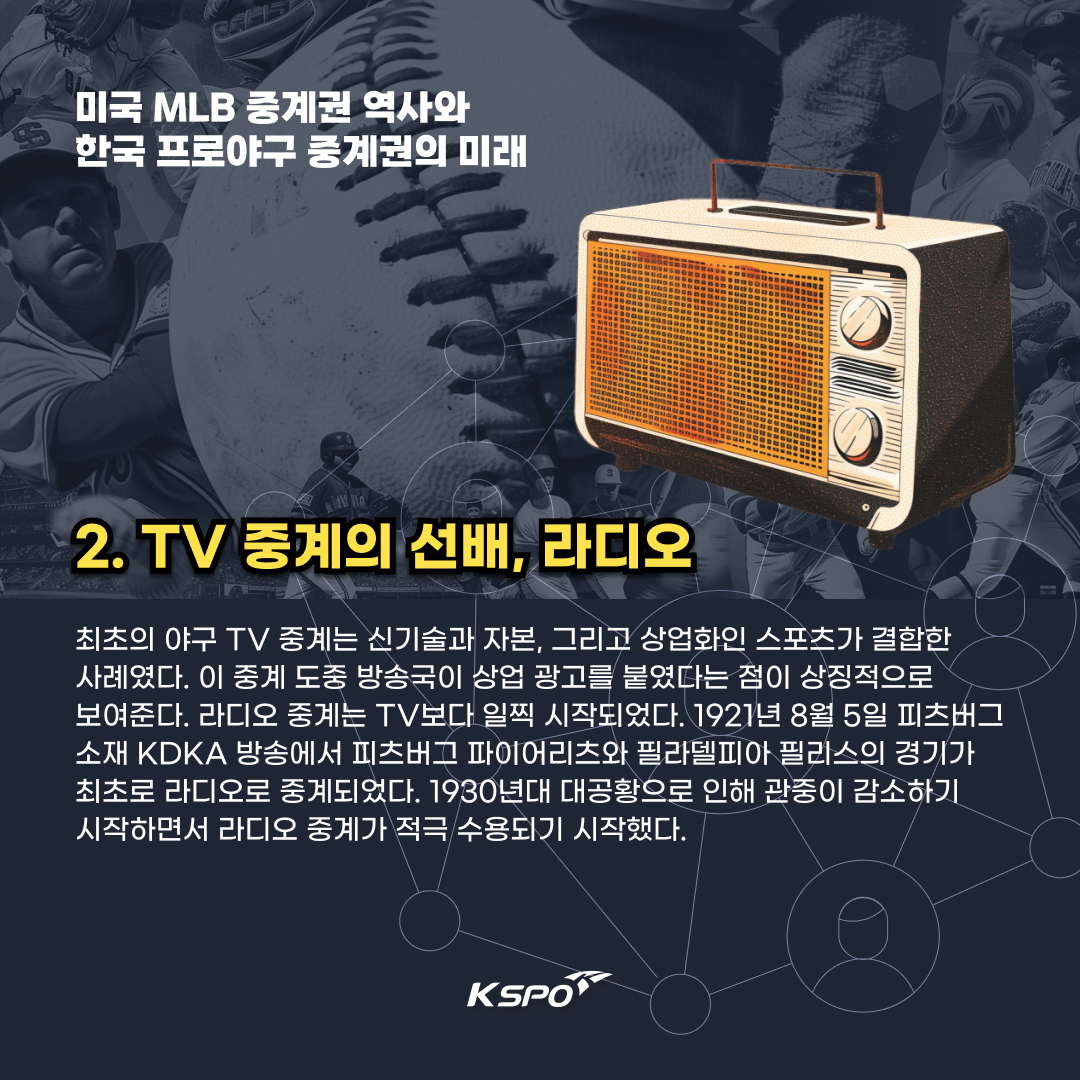 미국 MLB 중계권 역사와
한국 프로야구 중계권의 미래
2. TV 중계의 선배, 라디오
최초의 야구 TV 중계는 신기술과 자본, 그리고 상업화인 스포츠가 결합한
사례였다. 이 중계 도중 방송국이 상업 광고를 붙였다는 점이 상징적으로
보여준다. 라디오 중계는 TV보다 일찍 시작되었다. 1921년 8월 5일 피츠버그
소재 KDKA 방송에서 피츠버그 파이어리츠와 필라델피아 필리스의 경기가
최초로 라디오로 중계되었다. 1930년대 대공황으로 인해 관중이 감소하기
시작하면서 라디오 중계가 적극 수용되기 시작했다.
KSPO